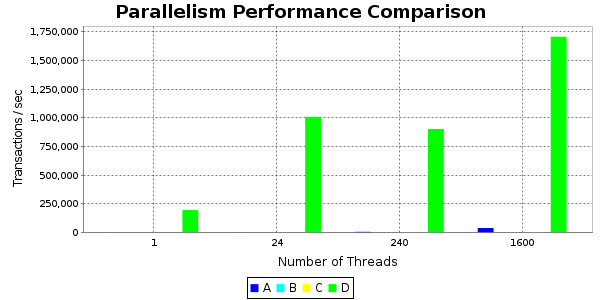 Parallelism Performance Comparison
Transactions / sec
1,750,000
1,500,000
1,250,000
1,000,000
750,000
500,000
250,000
0
1 24 240 1600
Number of Threads
A B C D